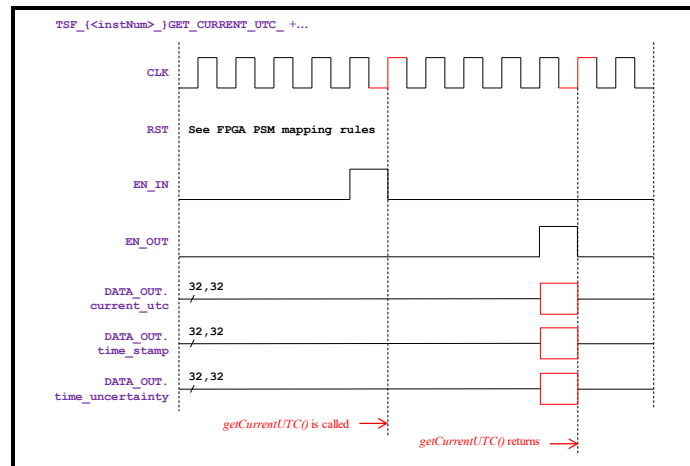 TSF_{<instNum>_}GET_CURRENT_UTC_ +...
CLK
RST See FPGA PSM mapping rules
EN_IN
EN_OUT
32,32
DATA_OUT.
current_utc
32,32
DATA_OUT.
time_stamp
32,32
DATA_OUT.
time_uncertainty
getCurrentUTC() is called
getCurrentUTC() returns